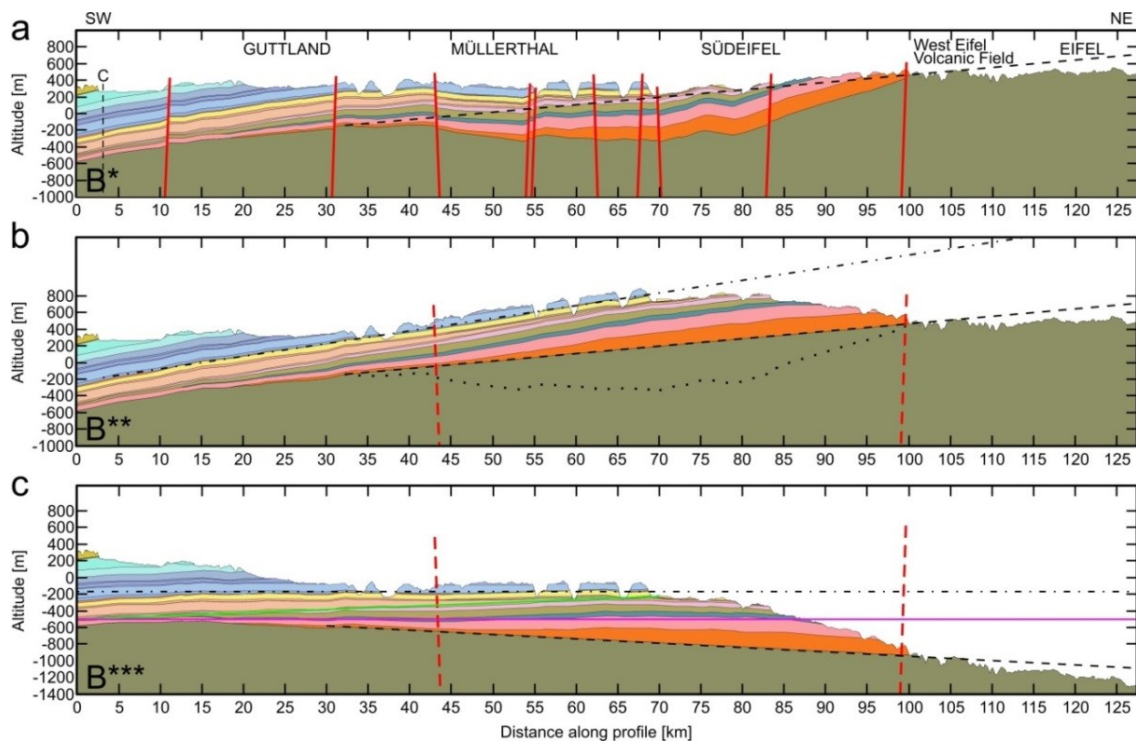 SW NE
a
GUTTLAND MÜLLERTHAL SÜDEIFEL West Eifel Volcanic Field EIFEL
C
Altitude [m]
800
600
400
200
0
-200
-400
-600
-800
-1000
B*
0 5 10 15 20 25 30 35 40 45 50 55 60 65 70 75 80 85 90 95 100 105 110 115 120 125
b
Altitude [m]
800
600
400
200
0
-200
-400
-600
-800
-1000
B**
0 5 10 15 20 25 30 35 40 45 50 55 60 65 70 75 80 85 90 95 100 105 110 115 120 125
c
Altitude [m]
800
600
400
200
0
-200
-400
-600
-800
-1000
-1200
-1400
B***
0 5 10 15 20 25 30 35 40 45 50 55 60 65 70 75 80 85 90 95 100 105 110 115 120 125
Distance along profile [km]